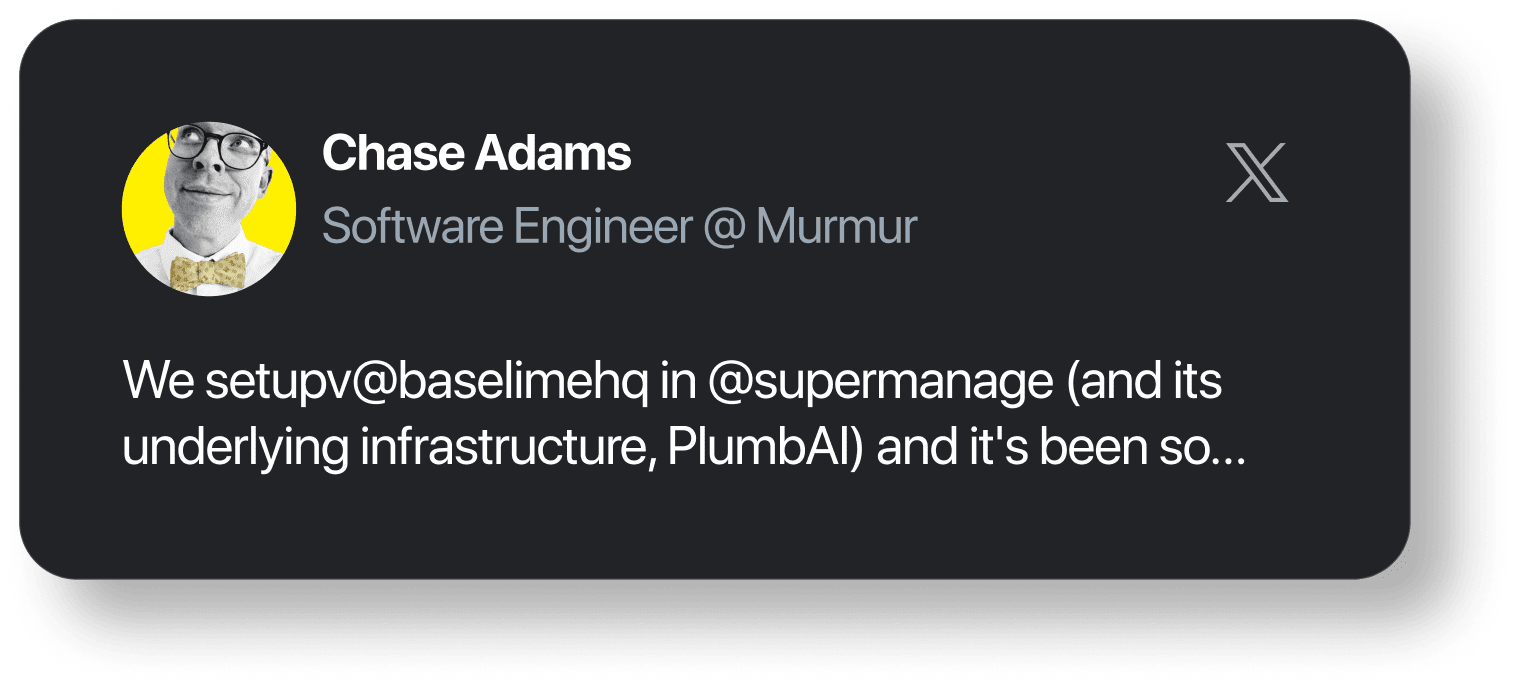 Chase Adams
Software Engineer @ Murmur
We setupv@baselimehq in @supermanage (and its
underlying infrastructure, PlumbAI) and it's been so...